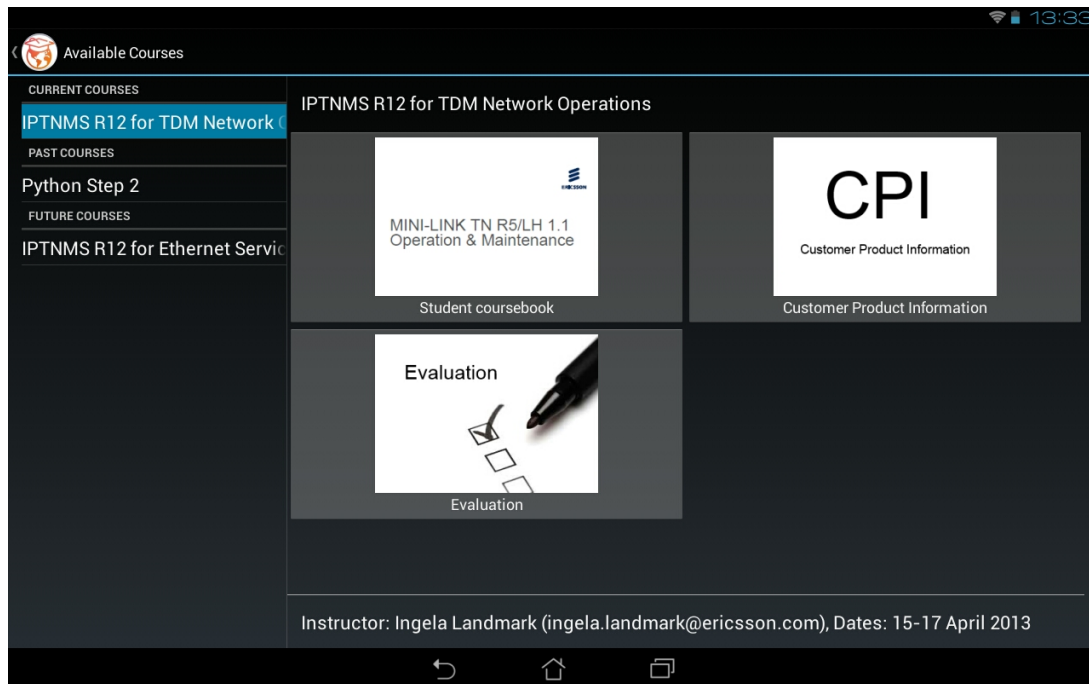 13:33
Available Courses
CURRENT COURSES
IPTNMS R12 for TDM Network
PAST COURSES
Python Step 2
FUTURE COURSES
IPTNMS R12 for Ethernet Servic
IPTNMS R12 for TDM Network Operations
ERICSSON
MINI-LINK TN R5/LH 1.1
Operation & Maintenance
Student coursebook
CPI
Customer Product Information
Customer Product Information
Evaluation
Evaluation
Instructor: Ingela Landmark (ingela.landmark@ericsson.com), Dates: 15-17 April 2013